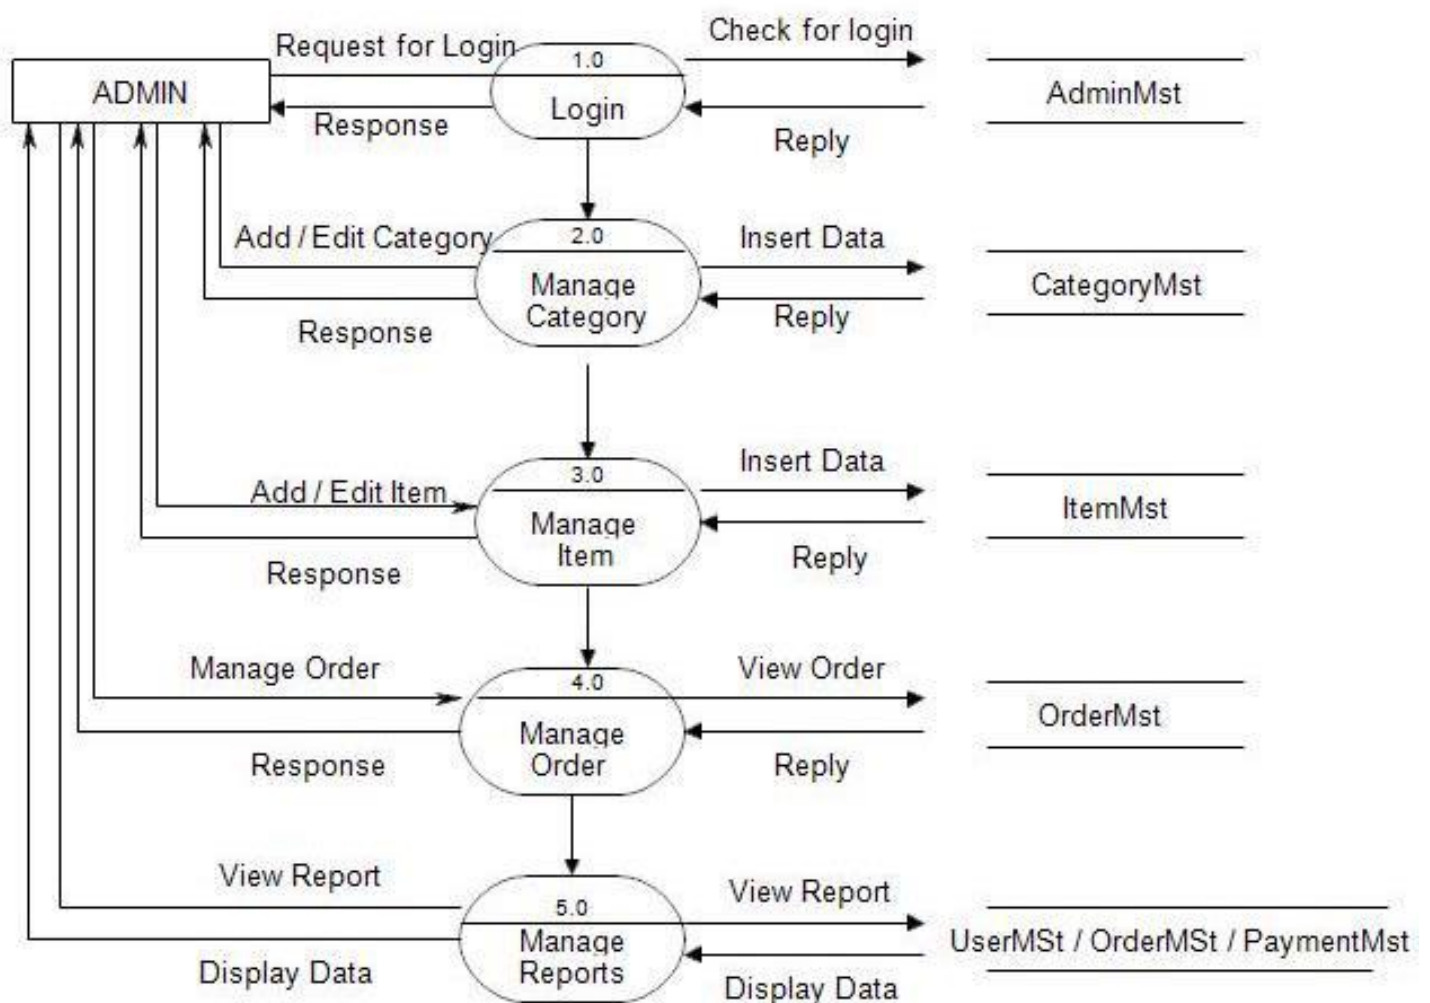 Check for login
Request for Login
1.0
ADMIN
Login
AdminMst
Response
Reply
Add / Edit Category
2.0
Insert Data
Manage
Category
CategoryMst
Response
Reply
Insert Data
3.0
Add / Edit Item
Manage
Item
ItemMst
Response
Reply
Manage Order
4.0
View Order
Manage
Order
OrderMst
Response
Reply
View Report
5.0
View Report
Manage
Reports
UserMSt / OrderMSt / PaymentMst
Display Data
Display Data